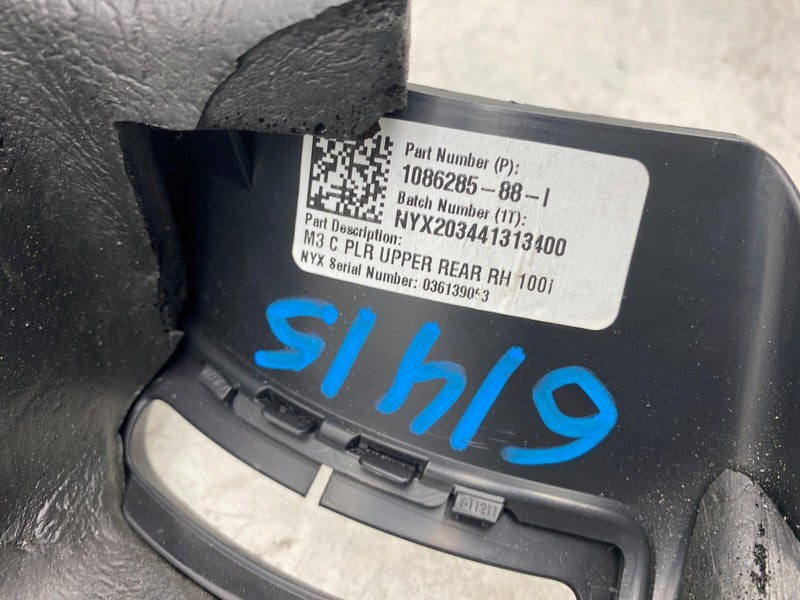 Part Number (P):
1086285-88-I
Batch Number (1T):
NYX203441313400
Part Description:
M3 C PLR UPPER REAR RH 100i
NYX Serial Number: 036139053
61415